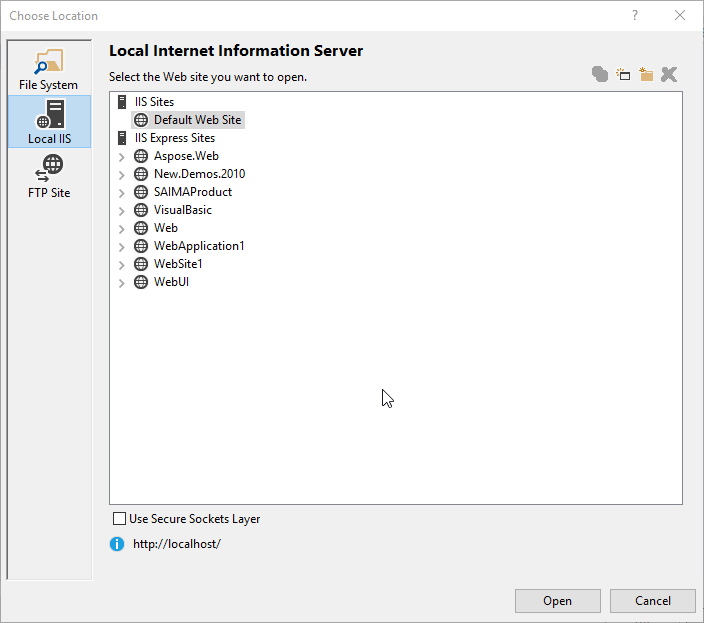 Choose Location
?
File System
Local IIS
FTP Site
Local Internet Information Server
Select the Web site you want to open.
IIS Sites
Default Web Site
IIS Express Sites
Aspose.Web
New.Demos.2010
SAIMAProduct
VisualBasic
Web
WebApplication1
WebSite1
WebUI
Use Secure Sockets Layer
http://localhost/
Open
Cancel